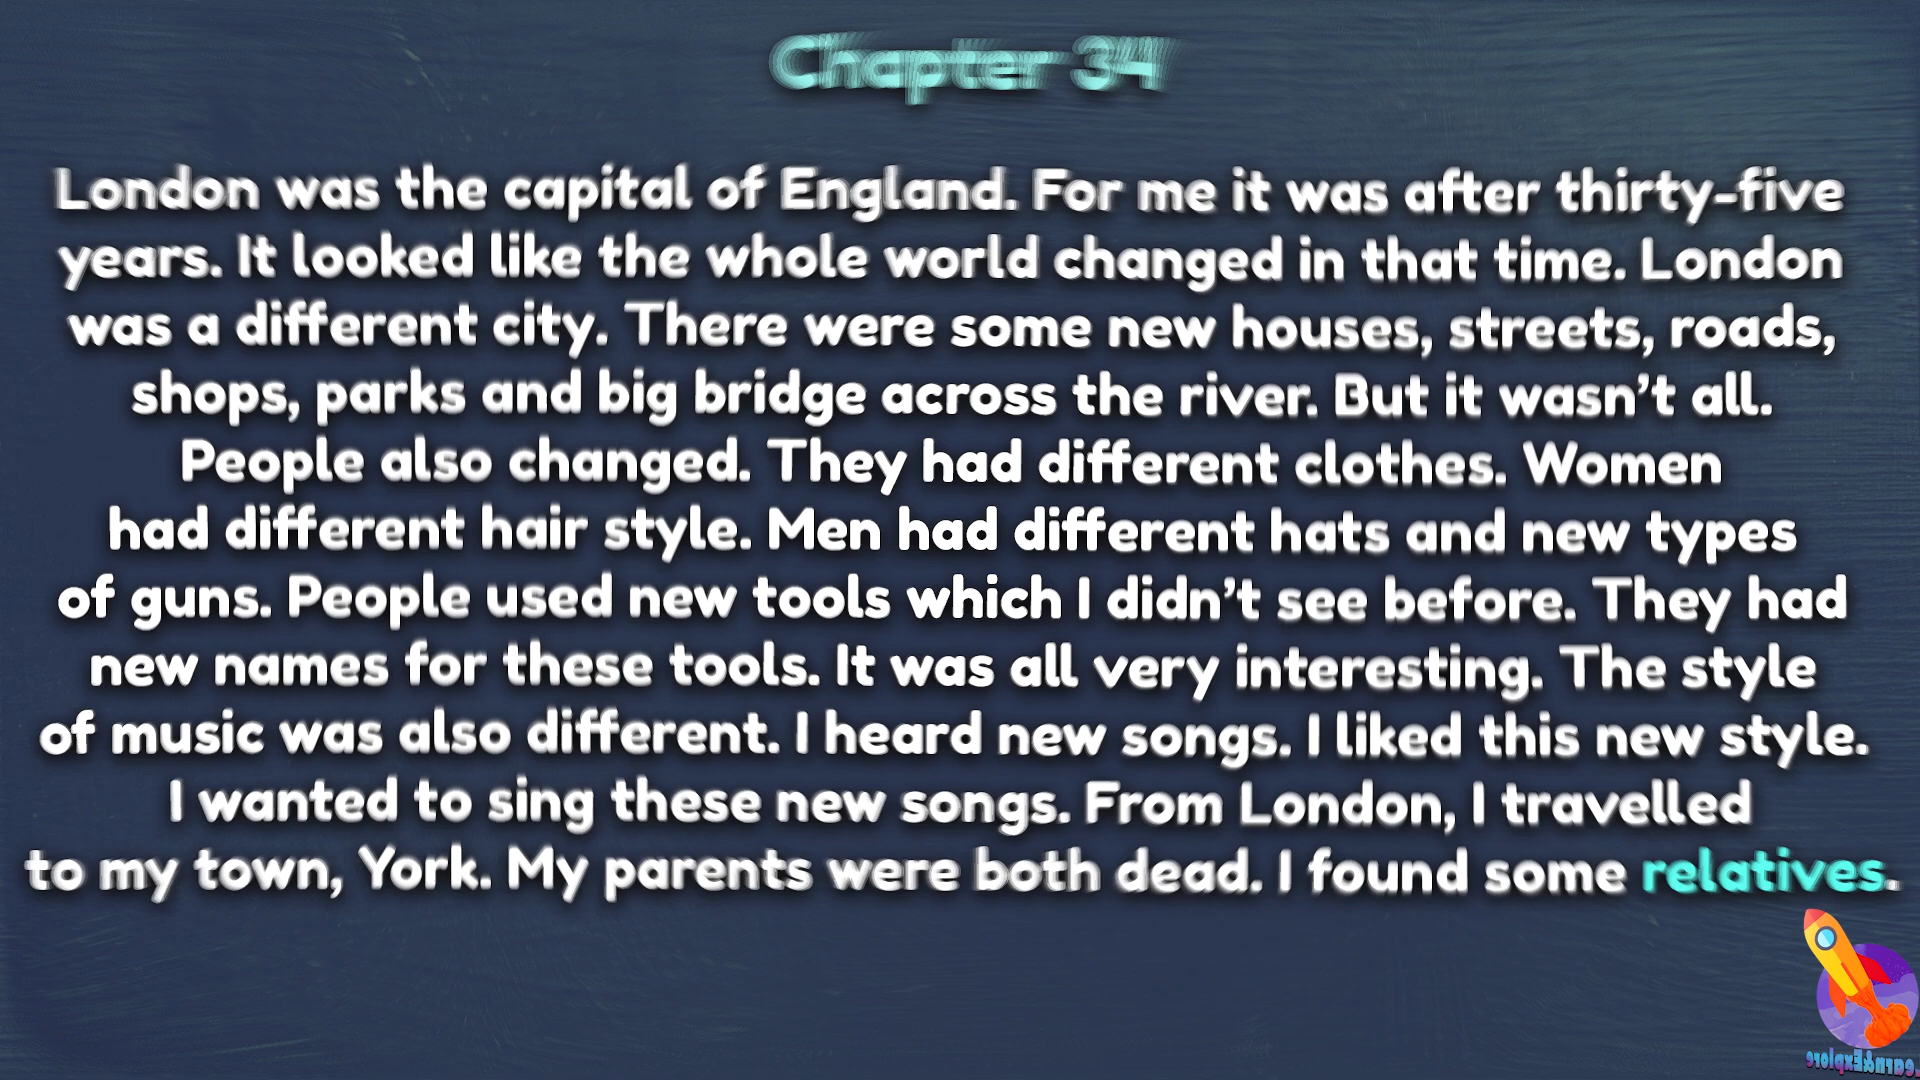 Chapter 34
London was the capital of England. For me it was after thirty-five
years. It looked like the whole world changed in that time. London
was a different city. There were some new houses, streets, roads,
shops, parks and big bridge across the river. But it wasn’t all.
People also changed. They had different clothes. Women
had different hair style. Men had different hats and new types
of guns. People used new tools which I didn’t see before. They had
new names for these tools. It was all very interesting. The style
of music was also different. I heard new songs. I liked this new style.
I wanted to sing these new songs. From London, I travelled
to my town, York. My parents were both dead. I found some relatives.